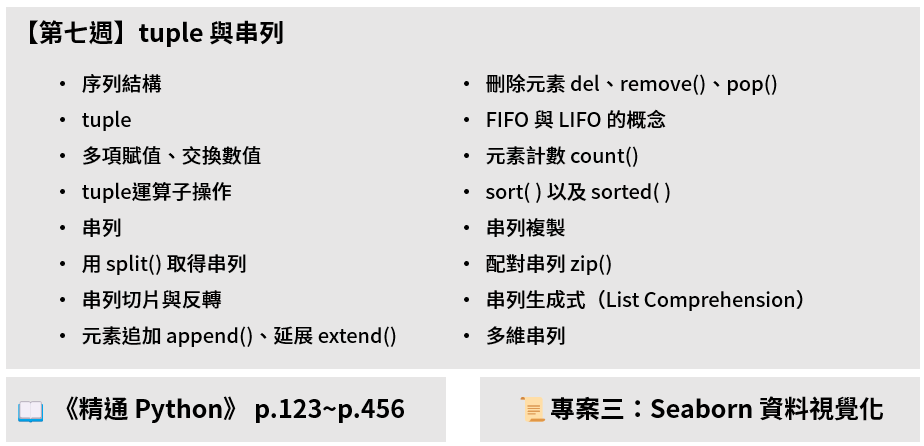 【第七週】tuple 與串列
• 序列結構
• tuple
• 多項賦值、交換數值
• tuple運算子操作
• 串列
• 用 split() 取得串列
• 串列切片與反轉
• 元素追加 append()、延展 extend()
• 刪除元素 del、remove()、pop()
• FIFO 與 LIFO 的概念
• 元素計數 count()
• sort( ) 以及 sorted( )
• 串列複製
• 配對串列 zip()
• 串列生成式（List Comprehension）
• 多維串列
📖 《精通 Python》 p.123~p.456
📜專案三：Seaborn 資料視覺化